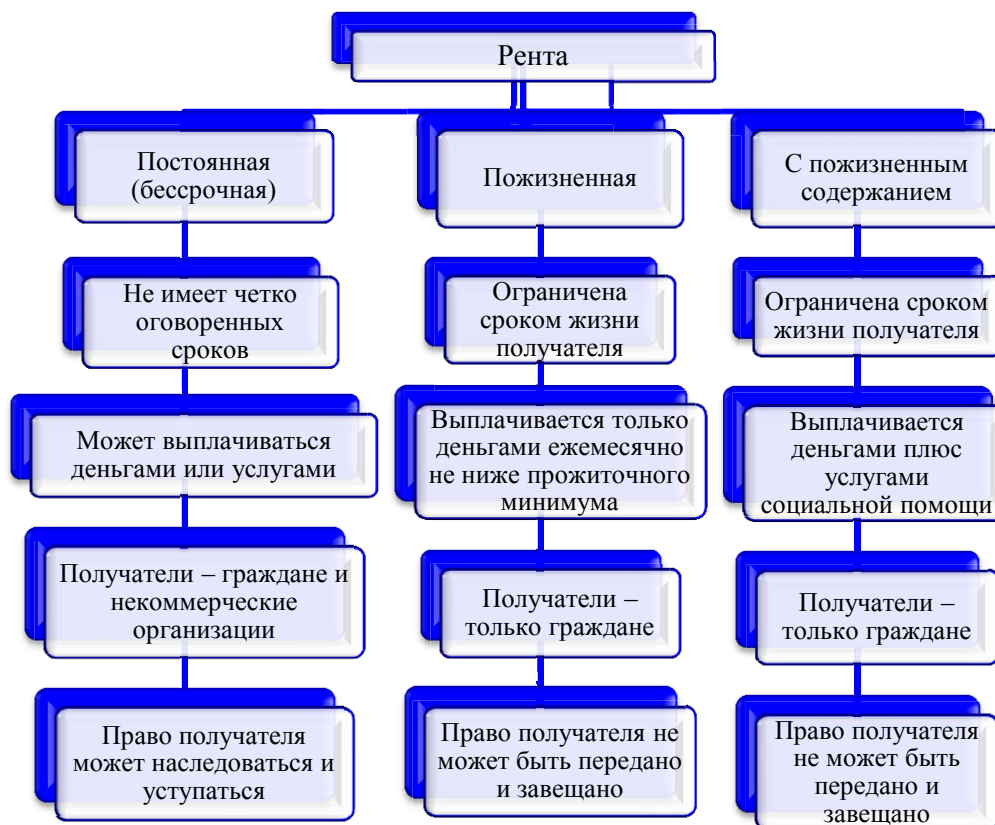 Рента
Постоянная
(бессрочная)
Не имеет четко
оговоренных
сроков
Может выплачиваться
деньгами или услугами
Получатели – граждане и
некоммерческие
организации
Право получателя
может наследоваться и
уступаться
Пожизненная
Ограничена
сроком жизни
получателя
Выплачивается только
деньгами ежемесячно
не ниже прожиточного
минимума
Получатели –
только граждане
Право получателя не
может быть передано
и завещано
С пожизненным
содержанием
Ограничена сроком
жизни получателя
Выплачивается
деньгами плюс
услугами
социальной помощи
Получатели –
только граждане
Право получателя
не может быть
передано и
завещано